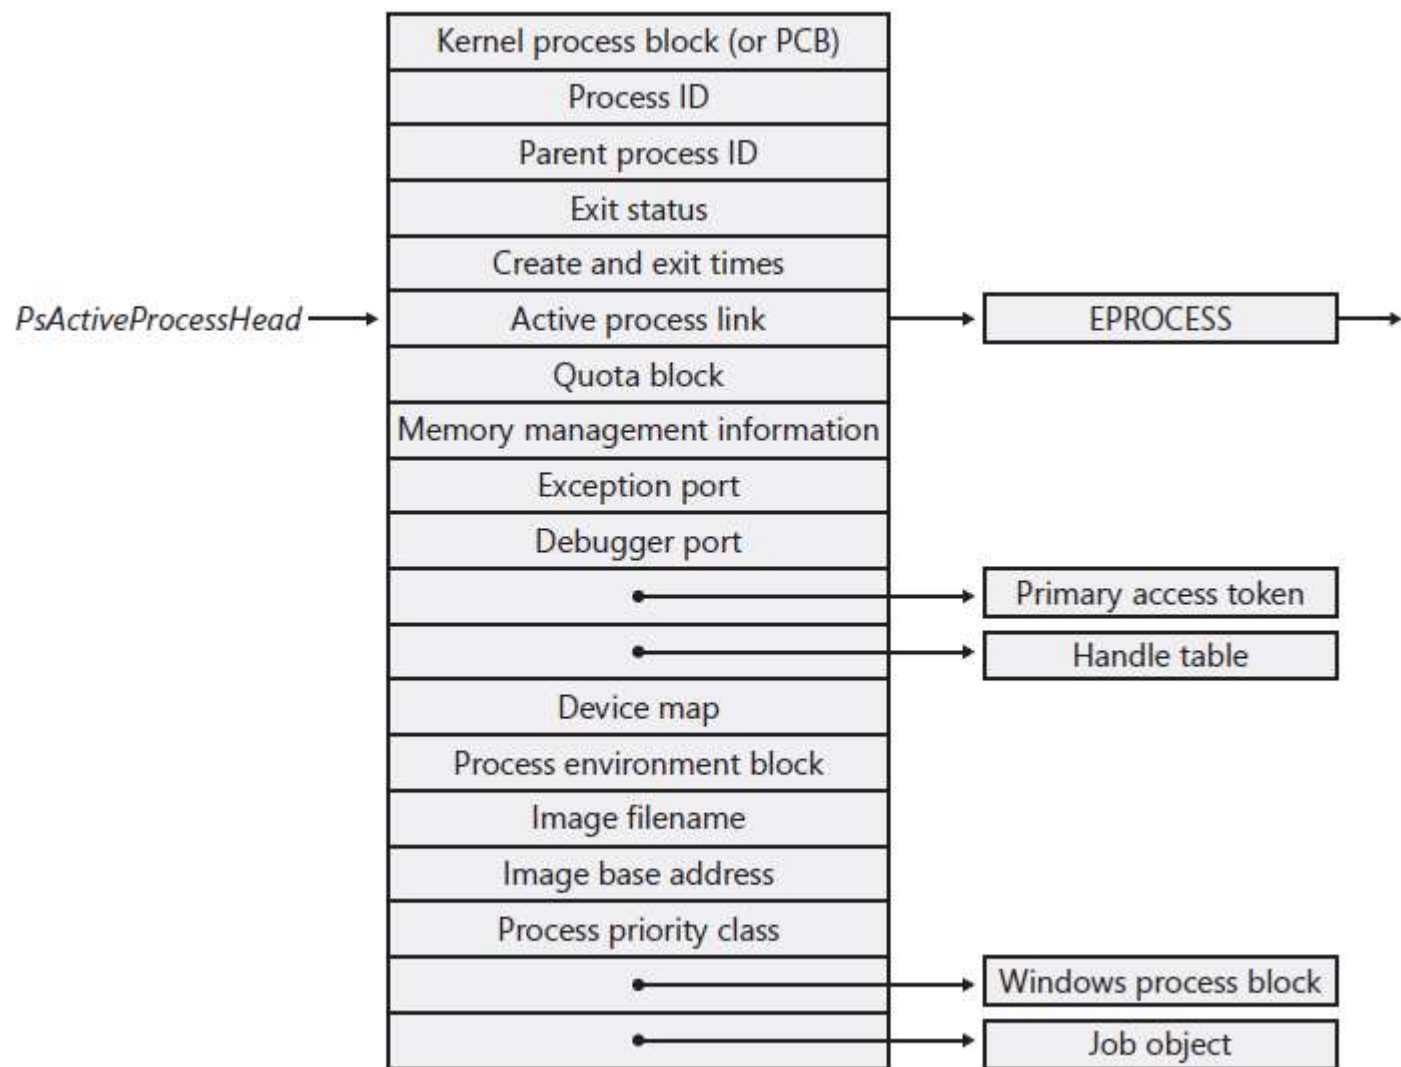 Kernel process block (or PCB)
Process ID
Parent process ID
Exit status
Create and exit times
PsActiveProcessHead
Active process link
EPROCESS
Quota block
Memory management information
Exception port
Debugger port
Primary access token
Handle table
Device map
Process environment block
Image filename
Image base address
Process priority class
Windows process block
Job object